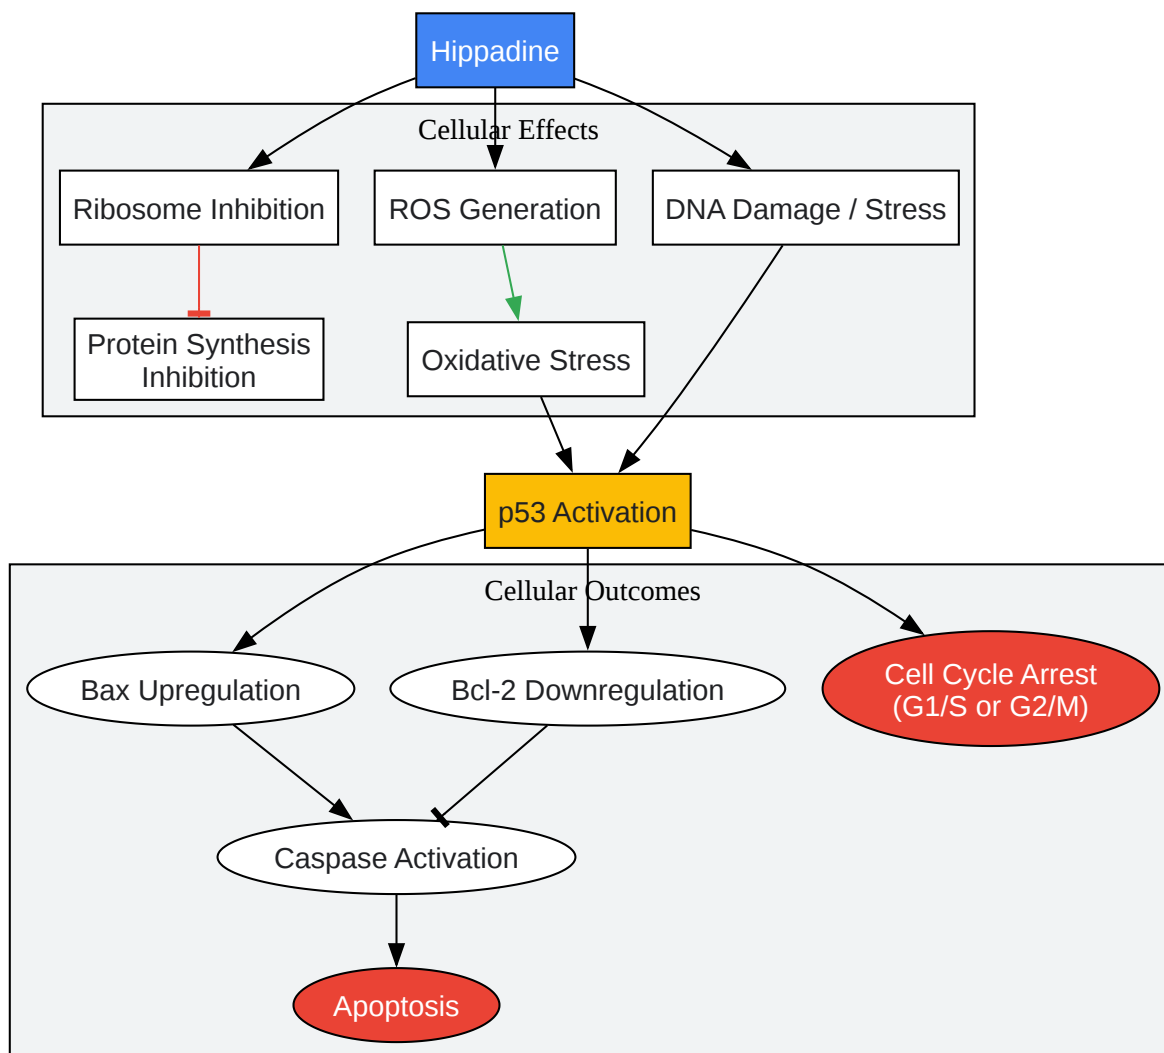 Hippadine
Cellular Effects
Ribosome Inhibition
ROS Generation
DNA Damage / Stress
Protein Synthesis
Inhibition
Oxidative Stress
p53 Activation
Cellular Outcomes
Bax Upregulation
Bcl-2 Downregulation
Cell Cycle Arrest
(G1/S or G2/M)
Caspase Activation
Apoptosis